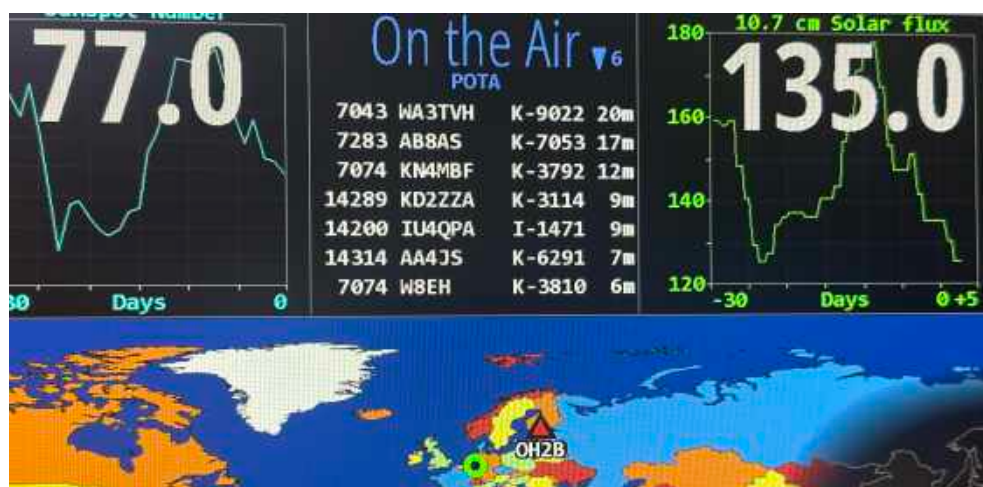 Sunspot Number
77.0
30 Days 0
On the Air ▼6
POTA
7043 WA3TVH K-9022 20m
7283 AB8AS K-7053 17m
7074 KN4MBF K-3792 12m
14289 KD2ZZA K-3114 9m
14200 IU4QPA I-1471 9m
14314 AA4JS K-6291 7m
7074 W8EH K-3810 6m
10.7 cm Solar flux
135.0
180
160
140
120
-30 Days 0 +5
OH2B